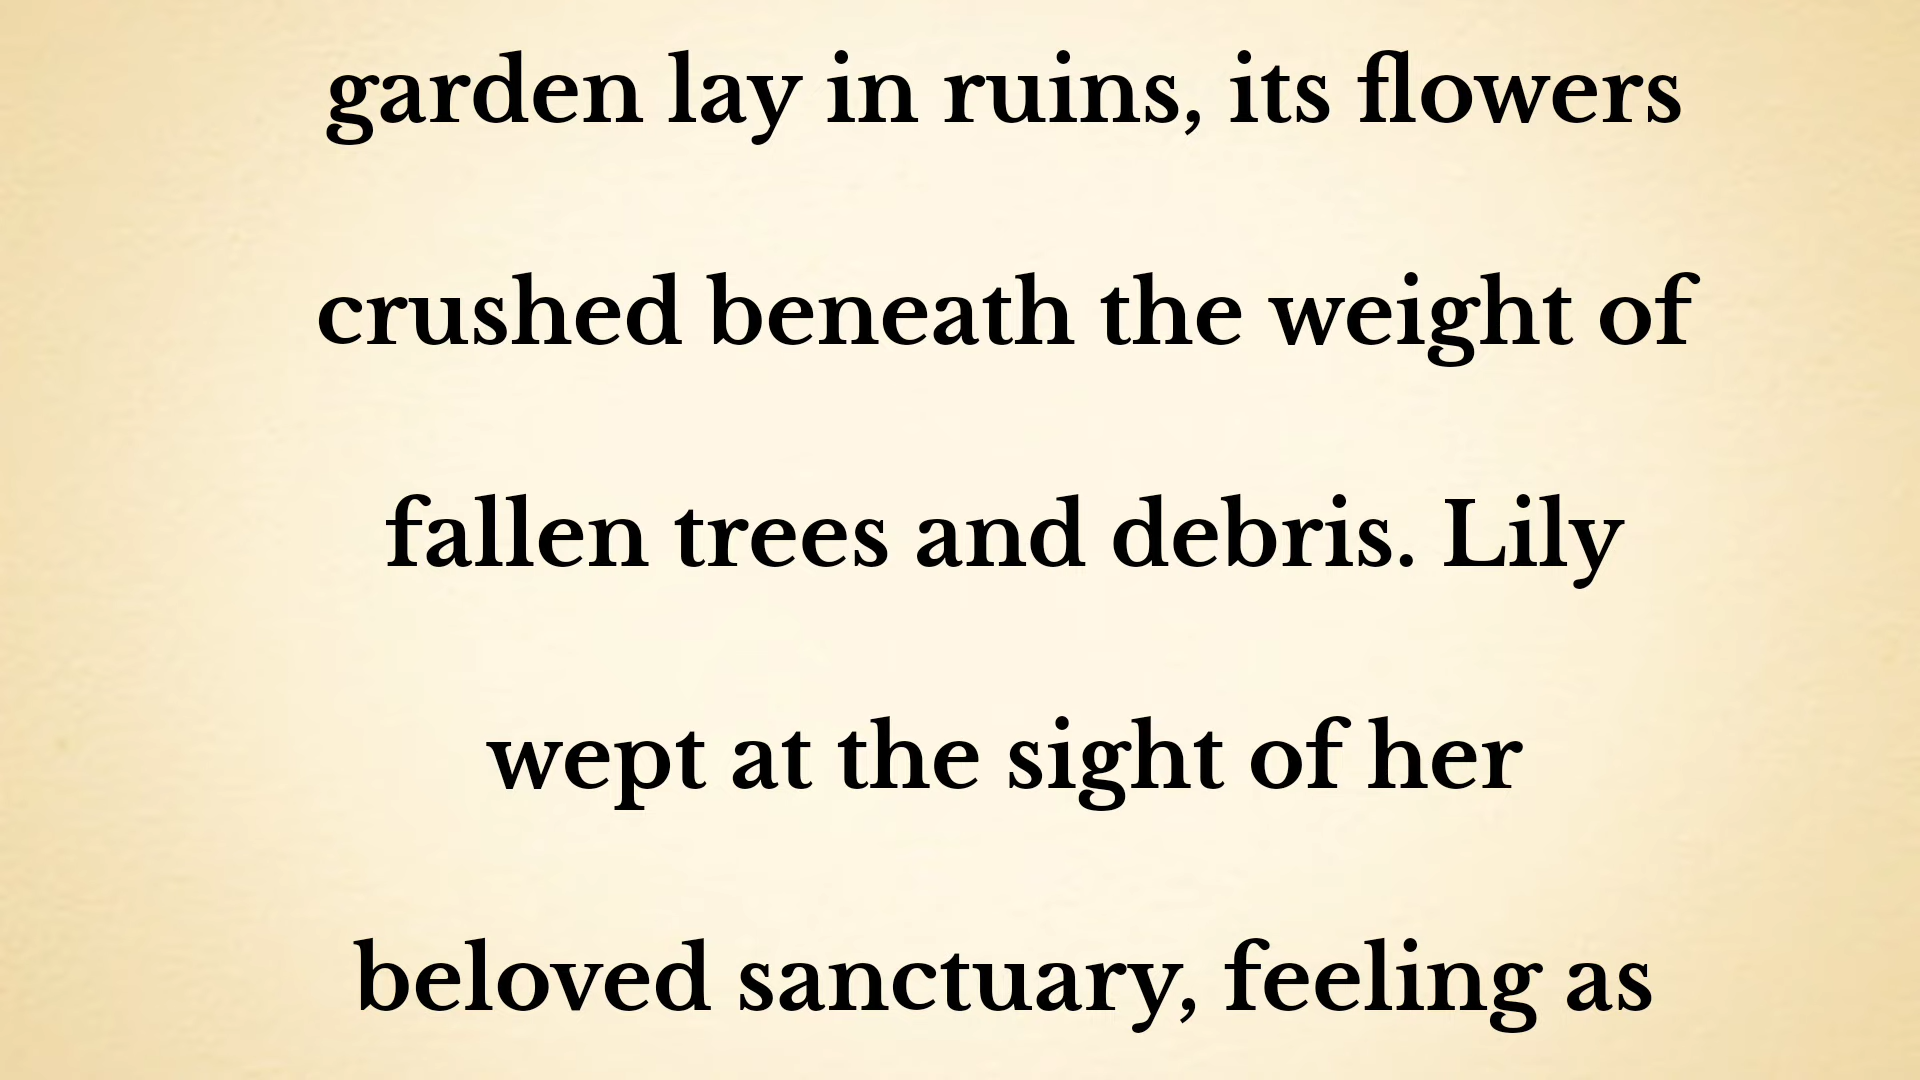 garden lay in ruins, its flowers
crushed beneath the weight of
fallen trees and debris. Lily
wept at the sight of her
beloved sanctuary, feeling as